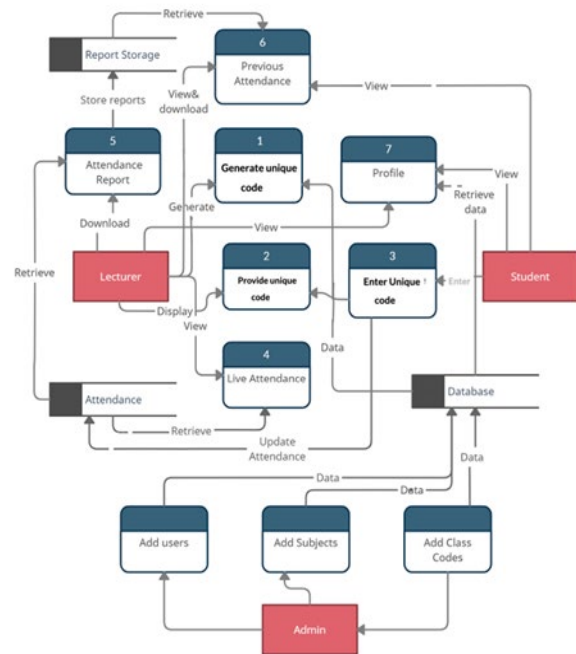 Retrieve
6
Report Storage
Previous
Attendance
View&
download
View
Store reports
5
Attendance
Report
1
Generate unique
code
7
Profile
View
Generate
Retrieve
data
Download
View
Retrieve
Lecturer
2
Provide unique
code
3
Enter Unique ↑
code
Enter
Student
Display
View
4
Live Attendance
Data
Attendance
Database
Retrieve
Update
Attendance
Data
Data
Data
Add users
Add Subjects
Add Class
Codes
Admin